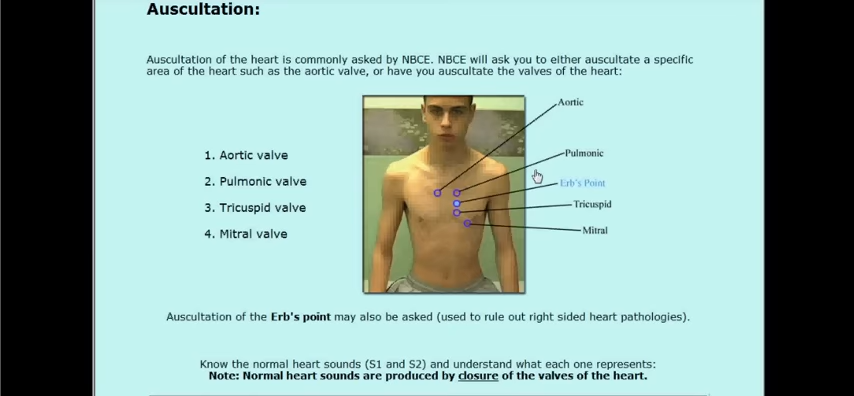 Auscultation:
Auscultation of the heart is commonly asked by NBCE. NBCE will ask you to either auscultate a specific
area of the heart such as the aortic valve, or have you auscultate the valves of the heart:
Aortic
1. Aortic valve
Pulmonic
2. Pulmonic valve
Erb's Point
3. Tricuspid valve
Tricuspid
4. Mitral valve
Mitral
Auscultation of the Erb's point may also be asked (used to rule out right sided heart pathologies).
Know the normal heart sounds (S1 and S2) and understand what each one represents:
Note: Normal heart sounds are produced by closure of the valves of the heart.